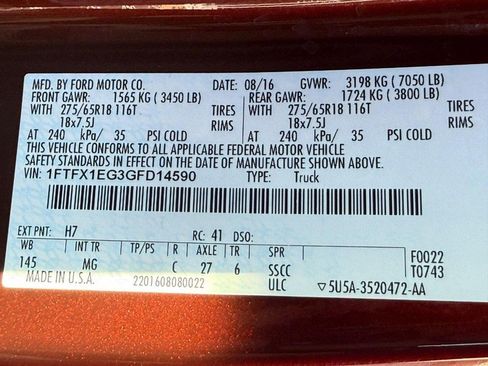 MFD. BY FORD MOTOR CO. DATE: 08/16 GVWR: 3198 KG (7050 LB)
FRONT GAWR: 1565 KG (3450 LB) REAR GAWR: 1724 KG (3800 LB)
WITH 275/65R18 116T TIRES WITH 275/65R18 116T TIRES
18x7.5J RIMS 18x7.5J RIMS
AT 240 kPa/ 35 PSI COLD AT 240 kPa/ 35 PSI COLD
THIS VEHICLE CONFORMS TO ALL APPLICABLE FEDERAL MOTOR VEHICLE
SAFETY STANDARDS IN EFFECT ON THE DATE OF MANUFACTURE SHOWN ABOVE.
VIN: 1FTFX1EG3GFD14590 TYPE: Truck
EXT PNT: H7 RC: 41 DSO:
WB INT TR TP/PS R AXLE TR SPR F0022
145 MG C 27 6 SSCC T0743
MADE IN U.S.A. 2201608080022 ULC ▽5U5A-3520472-AA